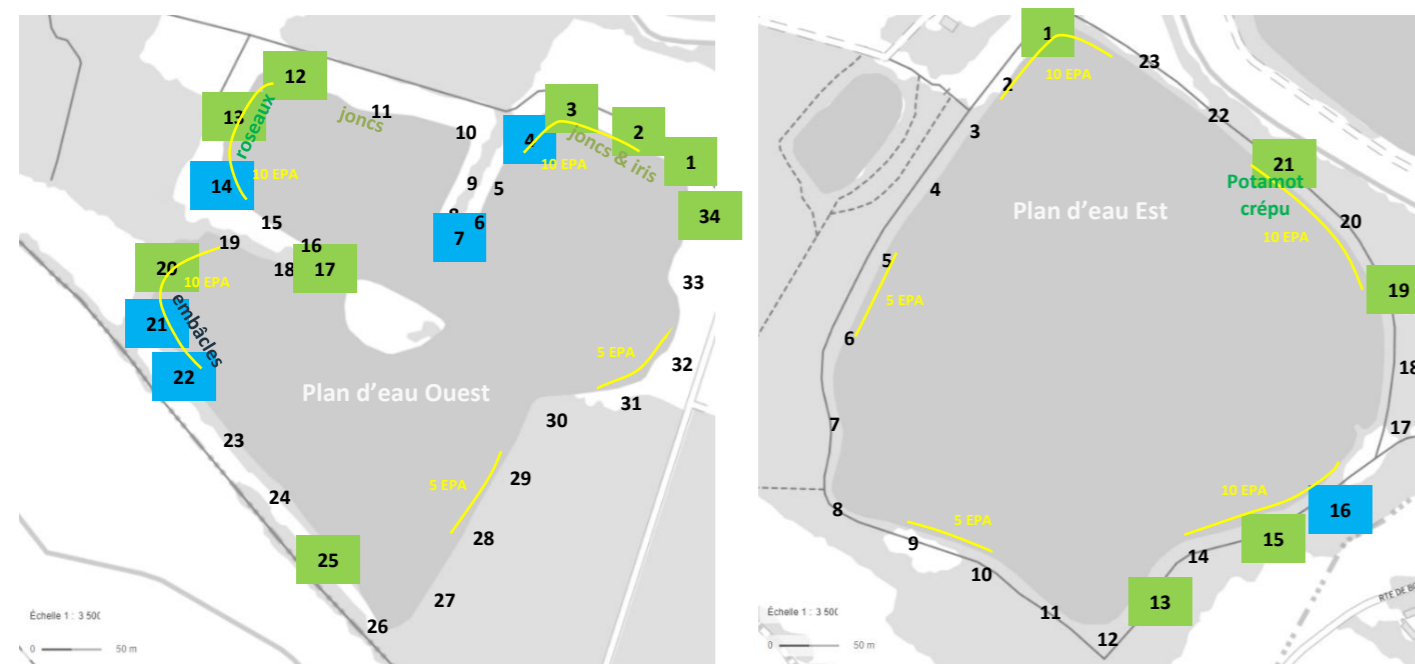 12
13
roseaux
10 EPA
14
11
joncs
10
3
2
4
joncs & iris
10 EPA
1
9
5
34
8
6
7
15
16
19
18
17
20
10 EPA
21
embâcles
22
33
5 EPA
32
Plan d’eau Ouest
31
30
23
29
5 EPA
24
28
25
27
26
Échelle 1 : 3 500
0
50 m
1
10 EPA
23
2
22
3
21
Potamot
crépu
4
Plan d’eau Est
20
10 EPA
5
19
5 EPA
6
18
7
17
10 EPA
8
16
5 EPA
9
15
14
10
13
11
12
Échelle 1 : 3 500
0
50 m